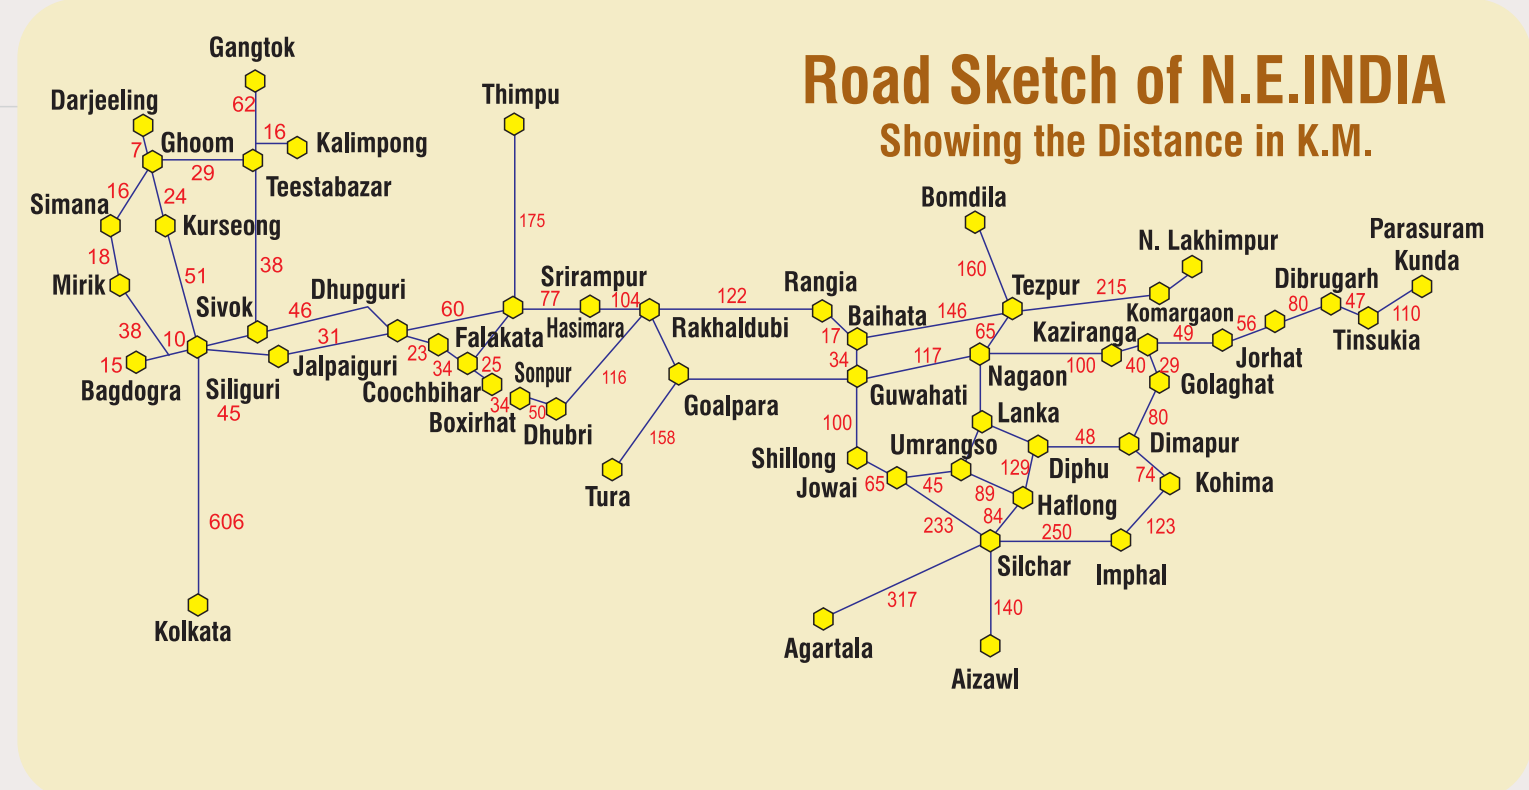 Road Sketch of N.E.INDIA
Showing the Distance in K.M.
Gangtok
Darjeeling
62
Thimpu
16
Kalimpong
7
Ghoom
29
Teestabazar
16
24
Simana
Kurseong
175
Bomdila
Parasuram
Kunda
N. Lakhimpur
18
51
38
160
Mirik
Sivok
46
Dhupguri
60
Srirampur
77
104
122
Rangia
Tezpur
215
Dibrugarh
80
47
110
Komargaon
Hasimara
Rakhaldubi
17
Baihata
146
65
Kaziranga
49
56
Tinsukia
38
10
31
Falakata
23
15
Jalpaiguri
34
25
Sonpur
116
34
117
Nagaon
100
40
29
Jorhat
Bagdogra
Siliguri
Coochbihar
Golaghat
45
34
50
Goalpara
Guwahati
Boxirhat
Dhubri
100
Lanka
80
158
Umrangso
48
Dimapur
Shillong
129
Diphu
Jowai
65
45
89
74
Kohima
Tura
Haflong
606
233
84
250
123
Silchar
Imphal
317
140
Kolkata
Agartala
Aizawl